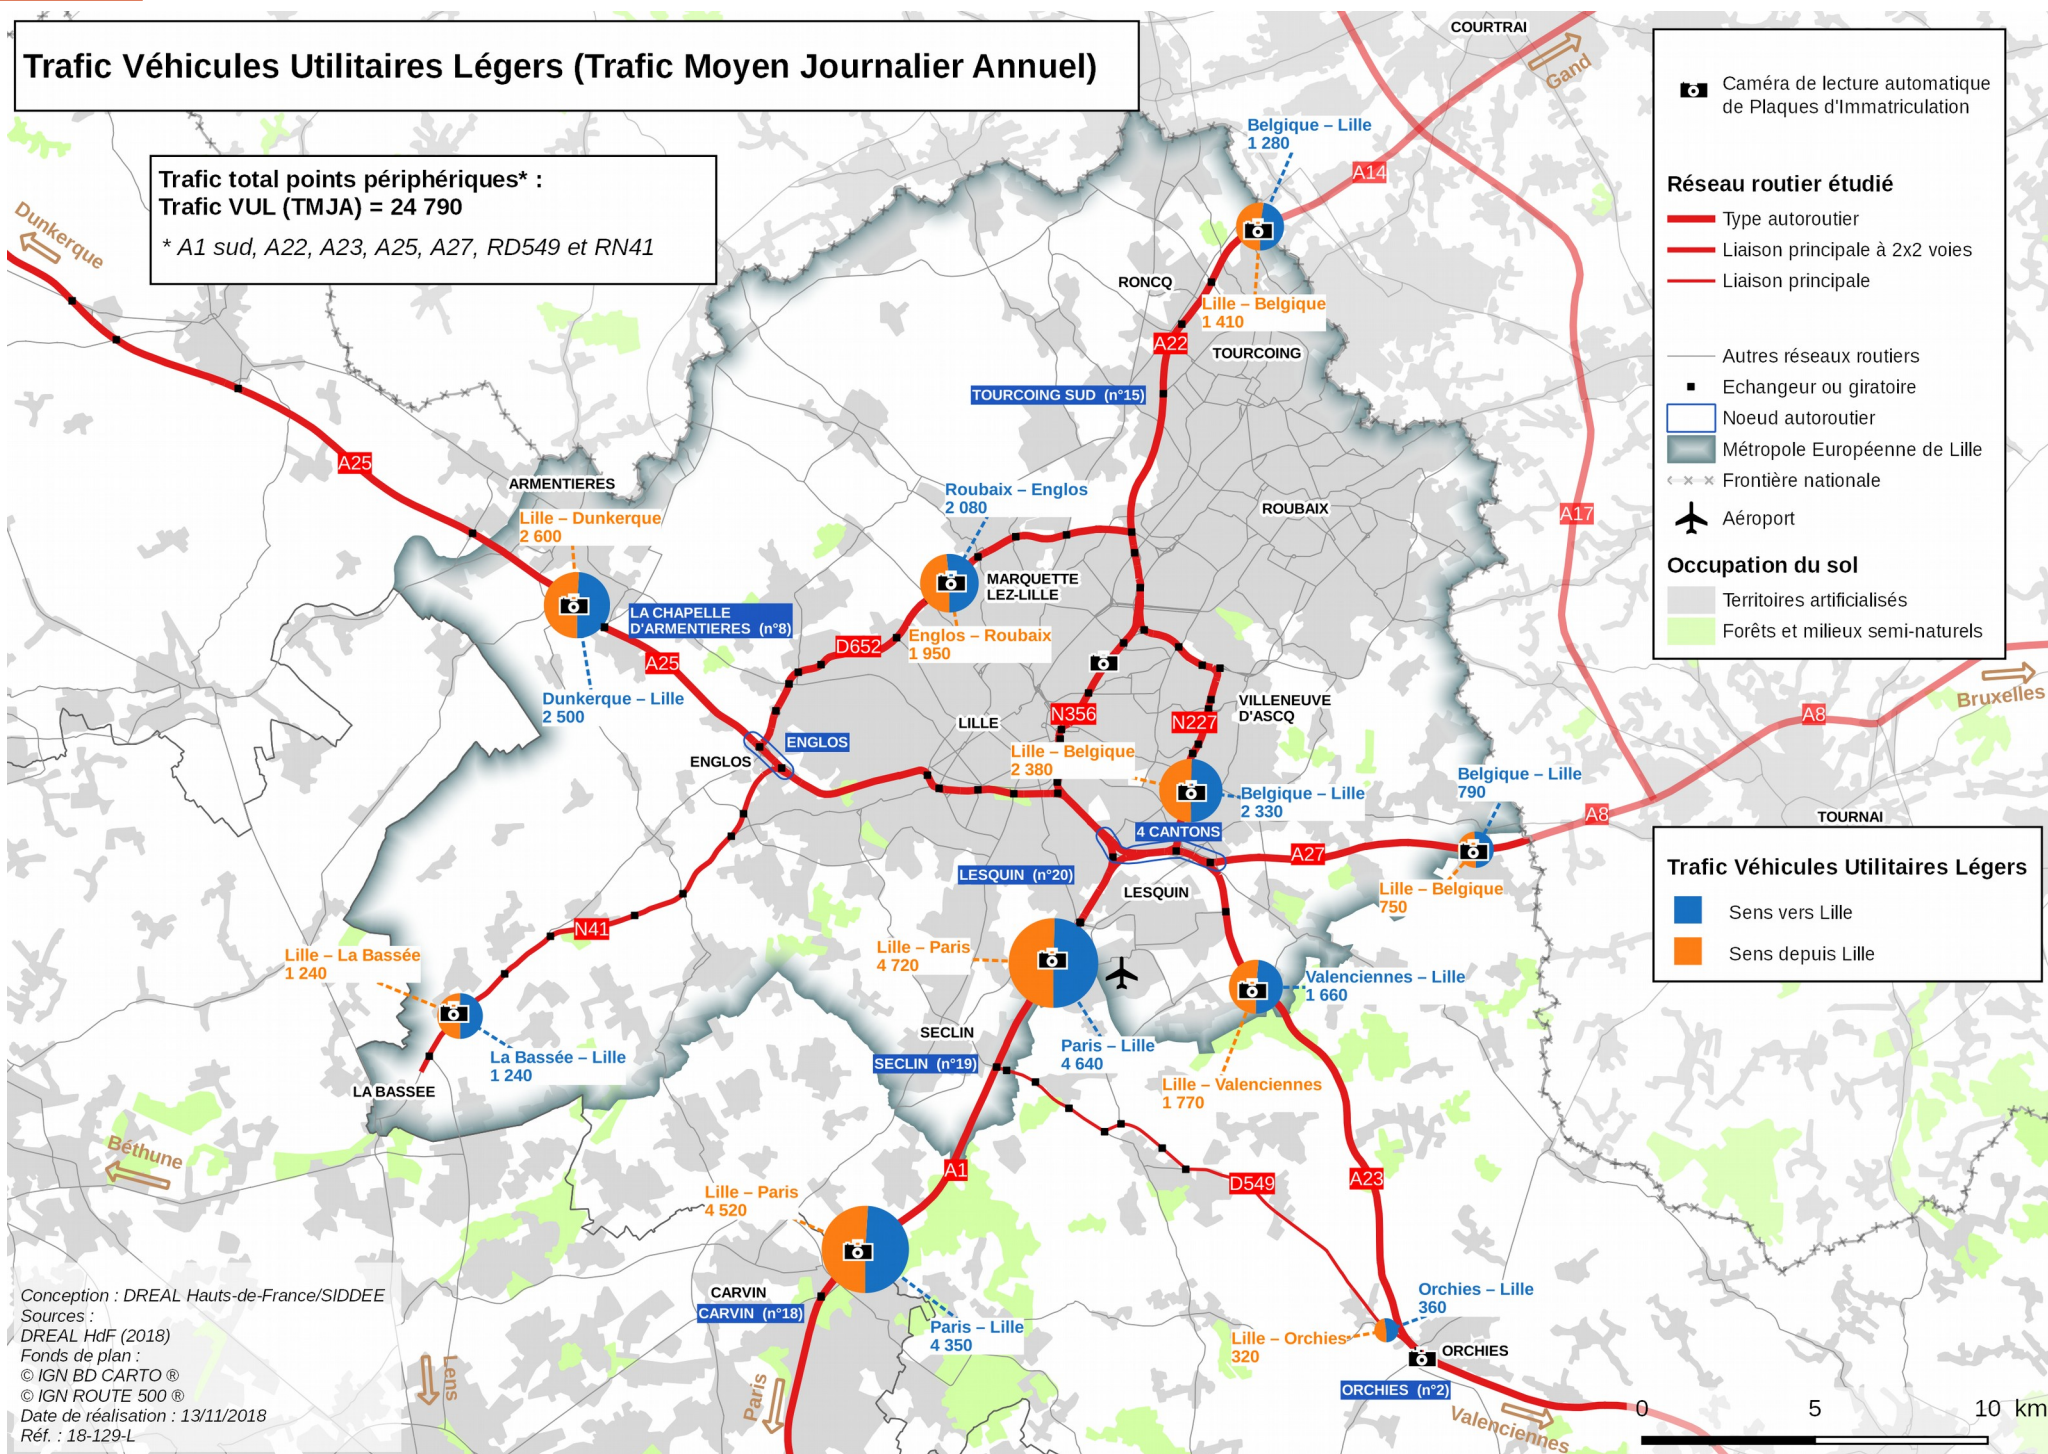 Trafic Véhicules Utilitaires Légers (Trafic Moyen Journalier Annuel)
Trafic total points périphériques* :
Trafic VUL (TMJA) = 24 790
* A1 sud, A22, A23, A25, A27, RD549 et RN41
COURTRAI
Gand
Belgique – Lille
1 280
A14
Dunkerque
RONCQ
Lille – Belgique
1 410
A22
TOURCOING
TOURCOING SUD (n°15)
A25
ARMENTIERES
Lille – Dunkerque
2 600
Roubaix – Englos
2 080
ROUBAIX
A17
MARQUETTE
LEZ-LILLE
LA CHAPELLE
D'ARMENTIERES (n°8)
Englos – Roubaix
1 950
D652
A25
Dunkerque – Lille
2 500
VILLENEUVE
D'ASCQ
N356
N227
LILLE
ENGLOS
ENGLOS
Lille – Belgique
2 380
Belgique – Lille
2 330
Belgique – Lille
790
Bruxelles
A8
A8
TOURNAI
4 CANTONS
A27
LESQUIN (n°20)
LESQUIN
Lille – Belgique
750
N41
Lille – La Bassée
1 240
Lille – Paris
4 720
Valenciennes – Lille
1 660
SECLIN
SECLIN (n°19)
Paris – Lille
4 640
La Bassée – Lille
1 240
LA BASSEE
Lille – Valenciennes
1 770
Béthune
A1
D549
A23
Lille – Paris
4 520
CARVIN
CARVIN (n°18)
Paris – Lille
4 350
Orchies – Lille
360
Lille – Orchies
320
ORCHIES
ORCHIES (n°2)
Lens
Paris
Valenciennes
Caméra de lecture automatique
de Plaques d'Immatriculation
Réseau routier étudié
Type autoroutier
Liaison principale à 2x2 voies
Liaison principale
Autres réseaux routiers
Echangeur ou giratoire
Noeud autoroutier
Métropole Européenne de Lille
Frontière nationale
Aéroport
Occupation du sol
Territoires artificialisés
Forêts et milieux semi-naturels
Trafic Véhicules Utilitaires Légers
Sens vers Lille
Sens depuis Lille
Conception : DREAL Hauts-de-France/SIDDEE
Sources :
DREAL HdF (2018)
Fonds de plan :
© IGN BD CARTO ®
© IGN ROUTE 500 ®
Date de réalisation : 13/11/2018
Réf. : 18-129-L
0 5 10 km